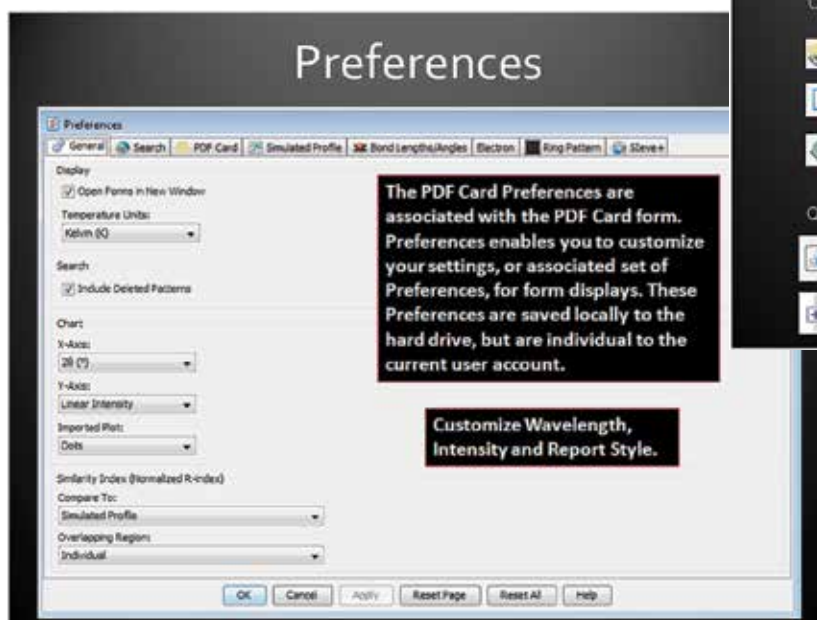 Preferences
Preferences
General Search PDF Card Simulated Profile Bond Lengths/Angles Electron Ring Pattern SIeve+
Display
Open Forms in New Window
Temperature Units:
Kelvin (K)
Search
Include Deleted Patterns
Chart
X-Axis:
2θ (°)
Y-Axis:
Linear Intensity
Imported Plot:
Dots
Similarity Index (Normalized R-index)
Compare To:
Simulated Profile
Overlapping Region:
Individual
OK Cancel Apply Reset Page Reset All Help
The PDF Card Preferences are
associated with the PDF Card form.
Preferences enables you to customize
your settings, or associated set of
Preferences, for form displays. These
Preferences are saved locally to the
hard drive, but are individual to the
current user account.
Customize Wavelength,
Intensity and Report Style.